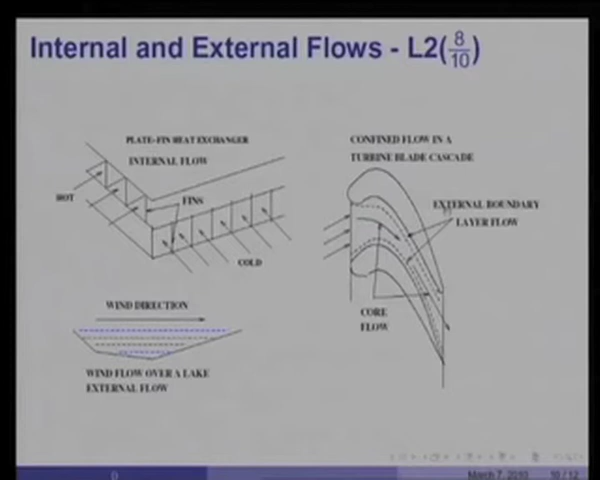 Internal and External Flows - L2(8/10)
PLATE-FIN HEAT EXCHANGER
INTERNAL FLOW
HOT
FINS
COLD
WIND DIRECTION
WIND FLOW OVER A LAKE
EXTERNAL FLOW
CONFINED FLOW IN A
TURBINE BLADE CASCADE
EXTERNAL BOUNDARY
LAYER FLOW
CORE
FLOW
March 7, 2010
10 / 12